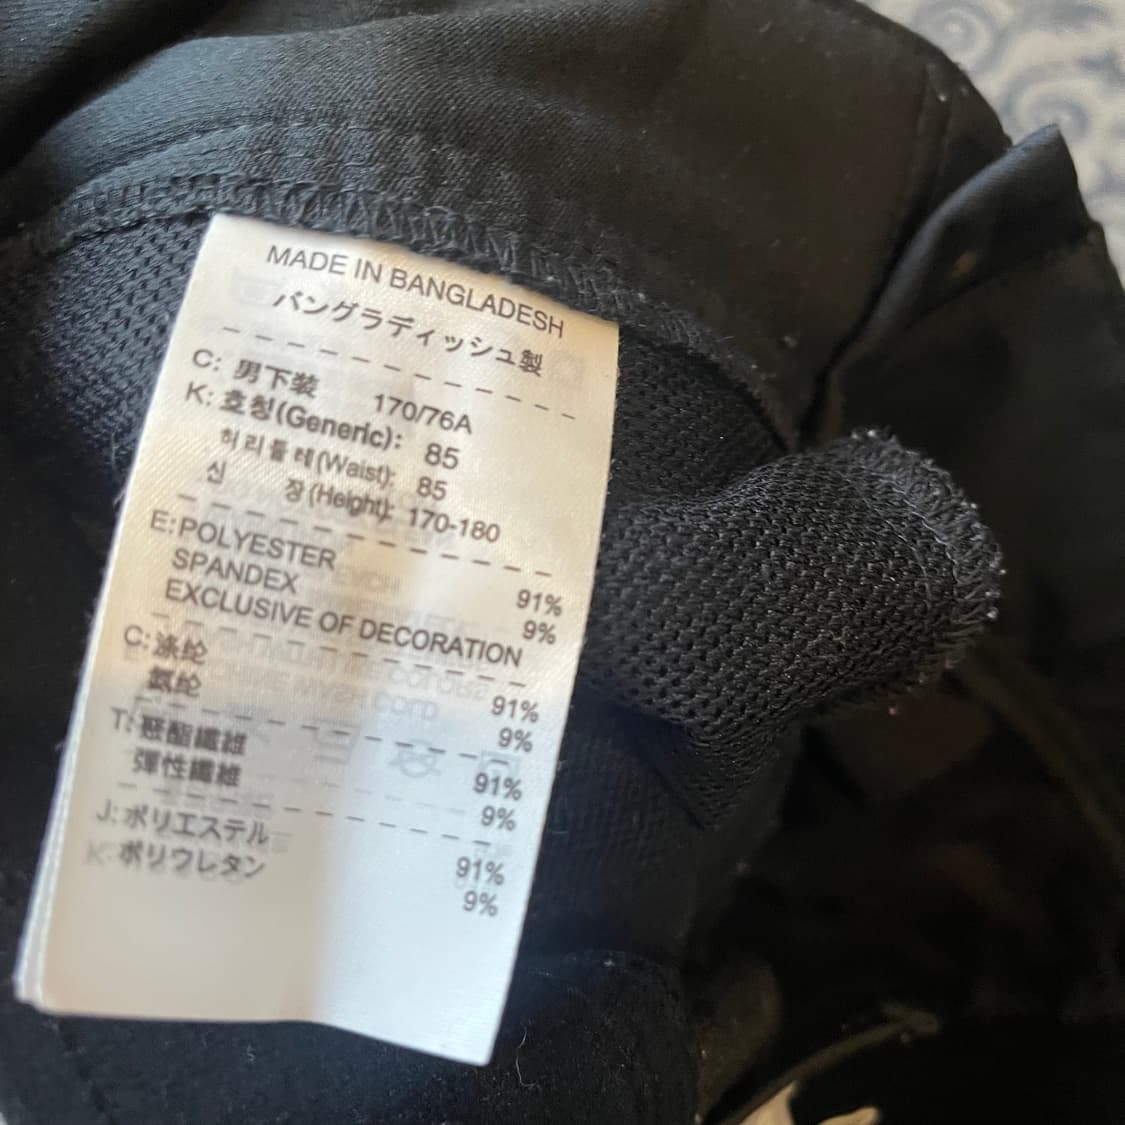 MADE IN BANGLADESH
バングラディッシュ製
C: 男下装 170/76A
K: 호칭(Generic): 85
허리둘레(Waist): 85
신 장(Height): 170-180
E: POLYESTER 91%
SPANDEX 9%
EXCLUSIVE OF DECORATION
C: 涤纶 91%
氨纶 9%
T: 聚酯纖維 91%
彈性纖維 9%
J: ポリエステル 91%
K: ポリウレタン 9%